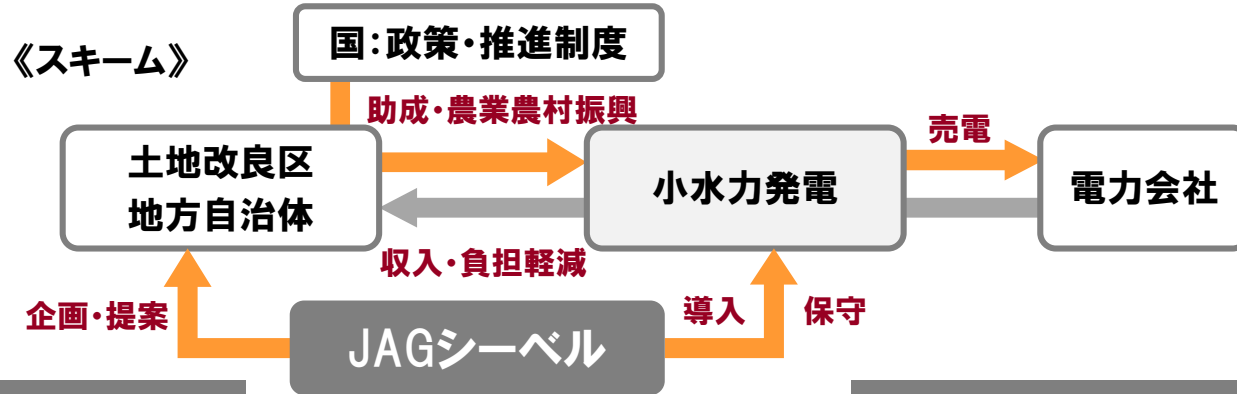 《スキーム》
国：政策・推進制度
助成・農業農村振興
売電
土地改良区
地方自治体
小水力発電
電力会社
収入・負担軽減
企画・提案
導入
保守
JAGシーベル